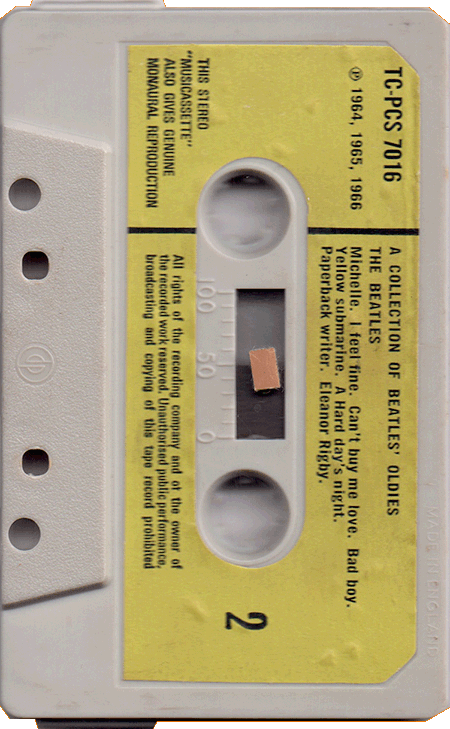 TC-PCS 7016
℗ 1964, 1965, 1966
A COLLECTION OF BEATLES' OLDIES
THE BEATLES
Michelle. I feel fine. Can't buy me love. Bad boy.
Yellow submarine. A Hard day's night.
Paperback writer. Eleanor Rigby.
THIS STEREO
"MUSICASSETTE"
ALSO GIVES GENUINE
MONAURAL REPRODUCTION
100 50 0
2
All rights of the recording company and of the owner of
the recorded work reserved. Unauthorised public performance,
broadcasting and copying of this tape record prohibited
MADE IN ENGLAND